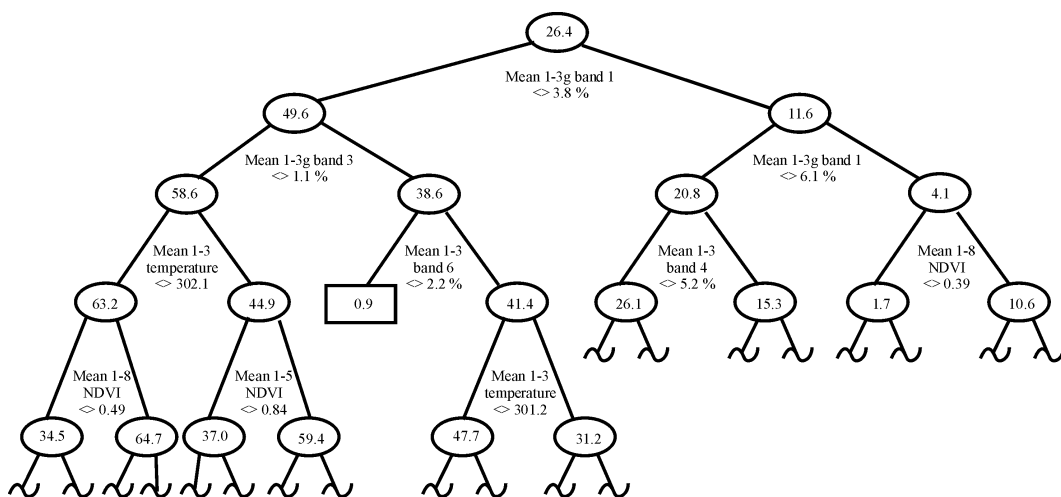 26.4
Mean 1-3g band 1
<> 3.8 %
49.6
11.6
Mean 1-3g band 3
<> 1.1 %
Mean 1-3g band 1
<> 6.1 %
58.6
38.6
20.8
4.1
Mean 1-3
temperature
<> 302.1
Mean 1-3
band 6
<> 2.2 %
Mean 1-3
band 4
<> 5.2 %
Mean 1-8
NDVI
<> 0.39
63.2
44.9
0.9
41.4
26.1
15.3
1.7
10.6
Mean 1-8
NDVI
<> 0.49
Mean 1-5
NDVI
<> 0.84
Mean 1-3
temperature
<> 301.2
34.5
64.7
37.0
59.4
47.7
31.2